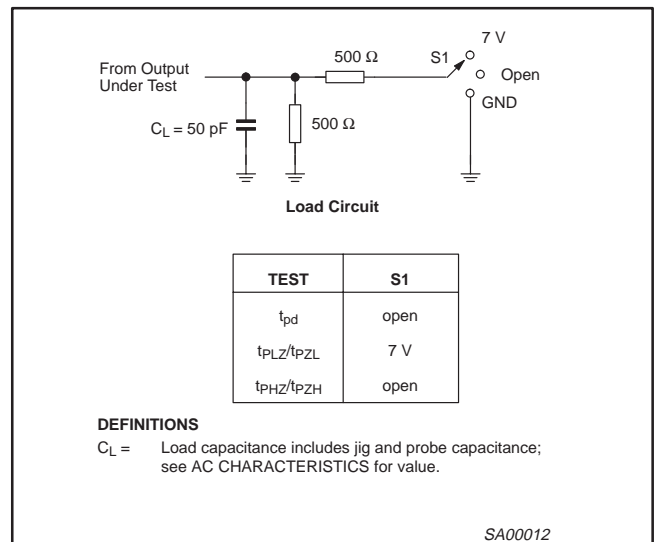 7 V
500 Ω
S1
From Output
Under Test
Open
GND
C_L = 50 pF
500 Ω
Load Circuit
TEST S1
t_pd open
t_PLZ/t_PZL 7 V
t_PHZ/t_PZH open
DEFINITIONS
C_L = Load capacitance includes jig and probe capacitance;
see AC CHARACTERISTICS for value.
SA00012